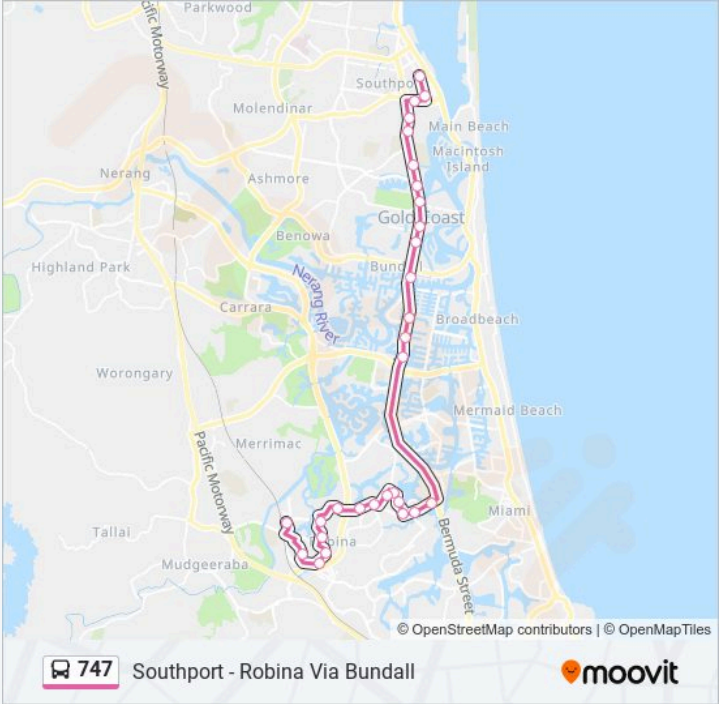 Parkwood
Pacific Motorway
Southport
Molendinar
Main Beach
Macintosh
Island
Nerang
Ashmore
Gold Coast
Benowa
Highland Park
Bundall
Nerang River
Carrara
Broadbeach
Worongary
Mermaid Beach
Merrimac
Pacific Motorway
Miami
Tallai
Robina
Mudgeeraba
Bermuda Street
© OpenStreetMap contributors | © OpenMapTiles
747 Southport - Robina Via Bundall
moovit